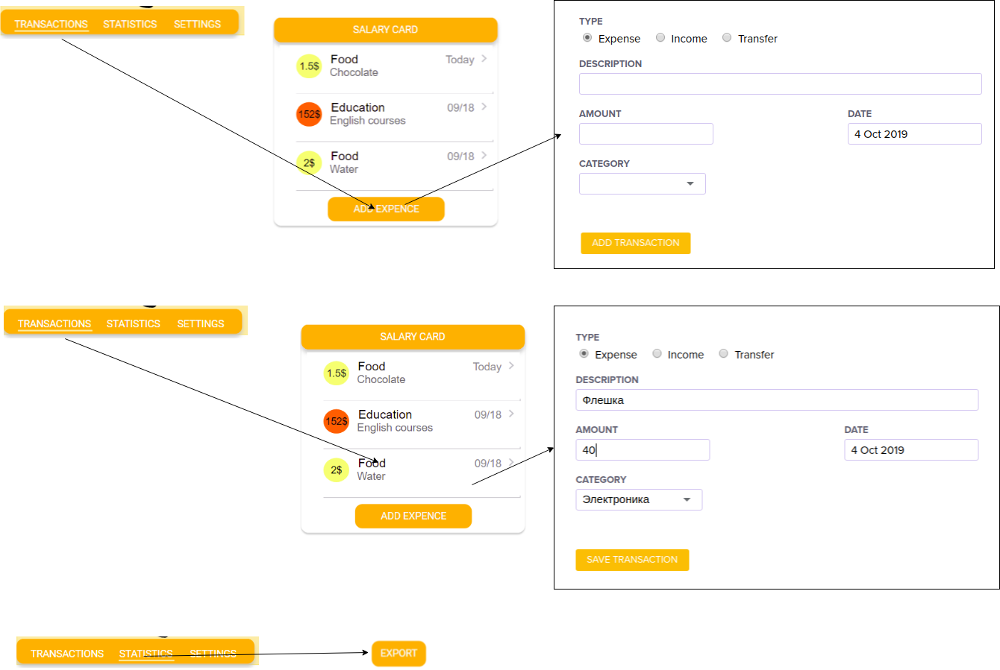 TRANSACTIONS STATISTICS SETTINGS
SALARY CARD
1.5$ Food Today
Chocolate
152$ Education 09/18
English courses
2$ Food 09/18
Water
ADD EXPENCE
TYPE
Expense Income Transfer
DESCRIPTION
AMOUNT DATE
4 Oct 2019
CATEGORY
ADD TRANSACTION
TRANSACTIONS STATISTICS SETTINGS
SALARY CARD
1.5$ Food Today
Chocolate
152$ Education 09/18
English courses
2$ Food 09/18
Water
ADD EXPENCE
TYPE
Expense Income Transfer
DESCRIPTION
Флешка
AMOUNT DATE
40 4 Oct 2019
CATEGORY
Электроника
SAVE TRANSACTION
TRANSACTIONS STATISTICS SETTINGS
EXPORT